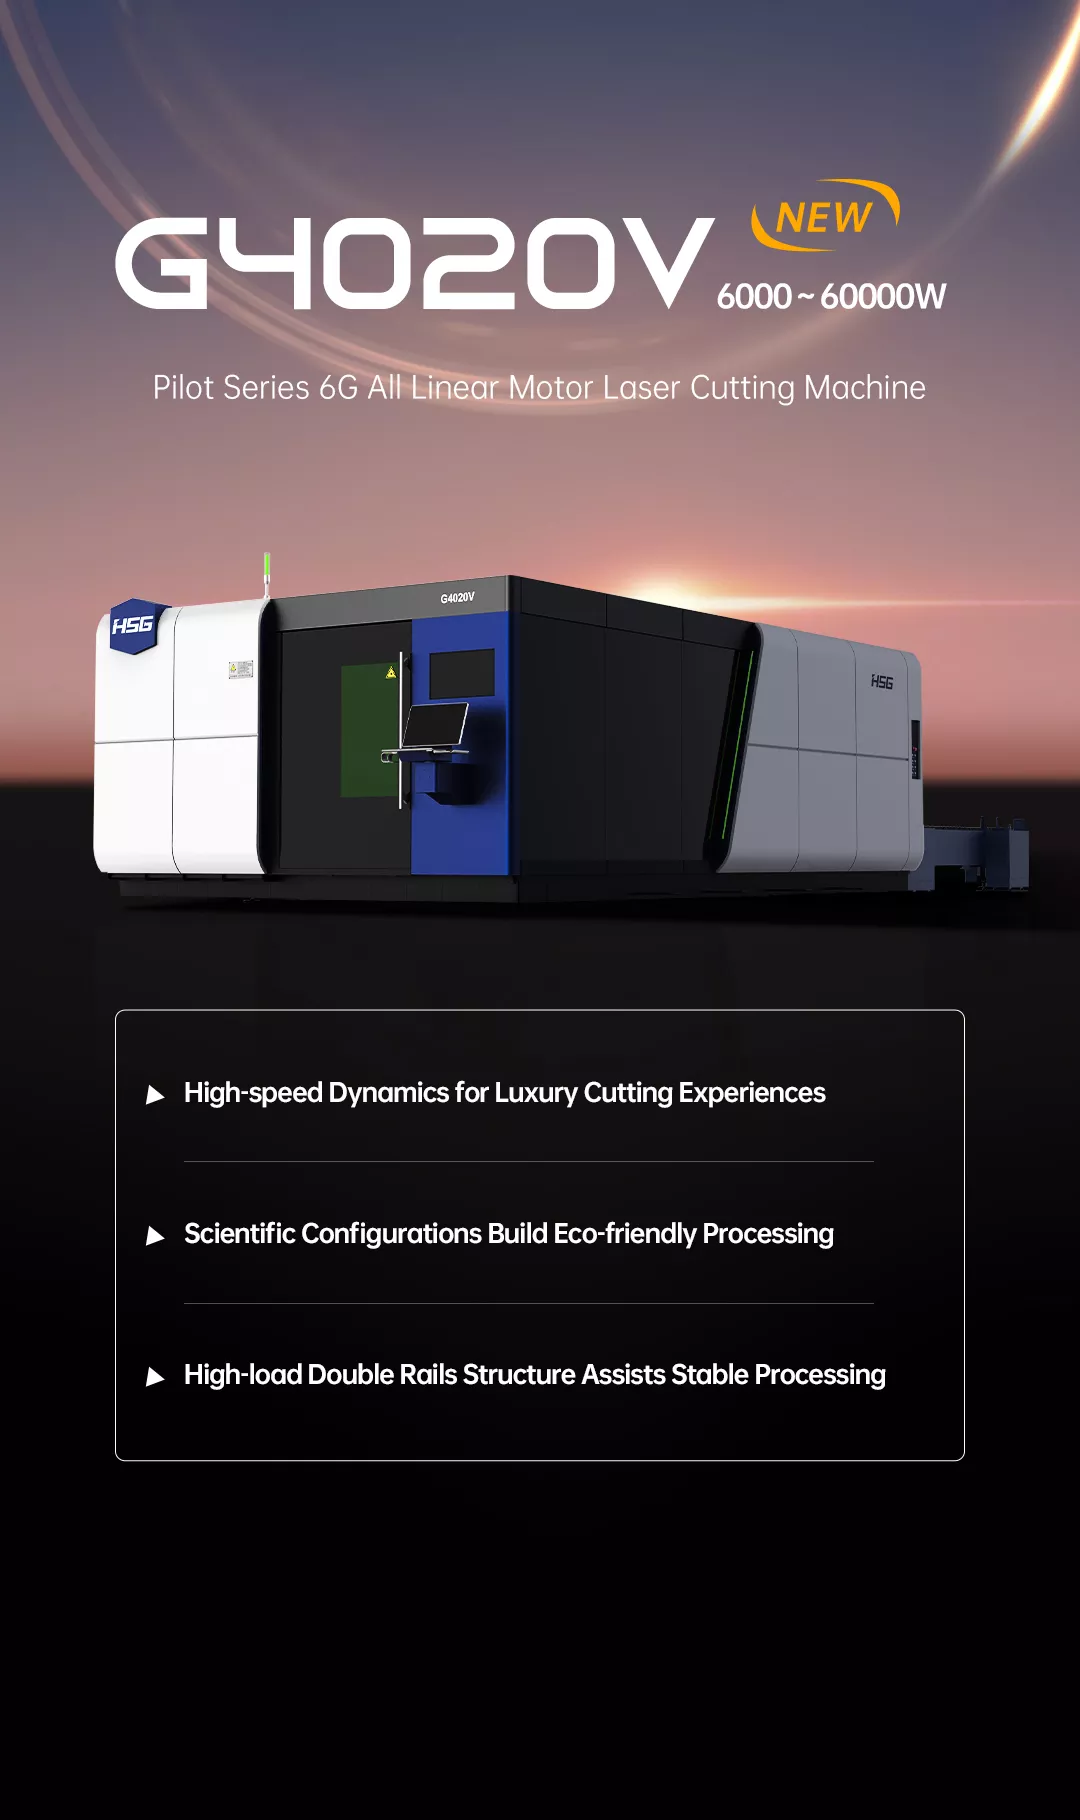 G4020V
NEW
6000 ~ 60000W
Pilot Series 6G All Linear Motor Laser Cutting Machine
G4020V
HSG
HSG
High-speed Dynamics for Luxury Cutting Experiences
Scientific Configurations Build Eco-friendly Processing
High-load Double Rails Structure Assists Stable Processing